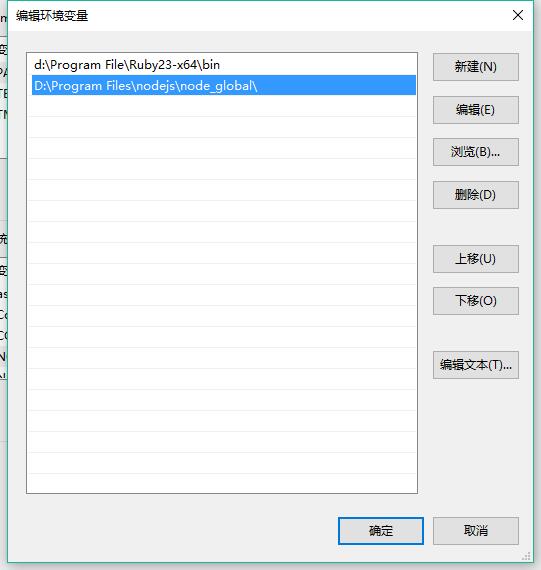 编辑环境变量
d:\Program File\Ruby23-x64\bin
D:\Program Files\nodejs\node_global\
新建(N)
编辑(E)
浏览(B)...
删除(D)
上移(U)
下移(O)
编辑文本(T)...
确定
取消